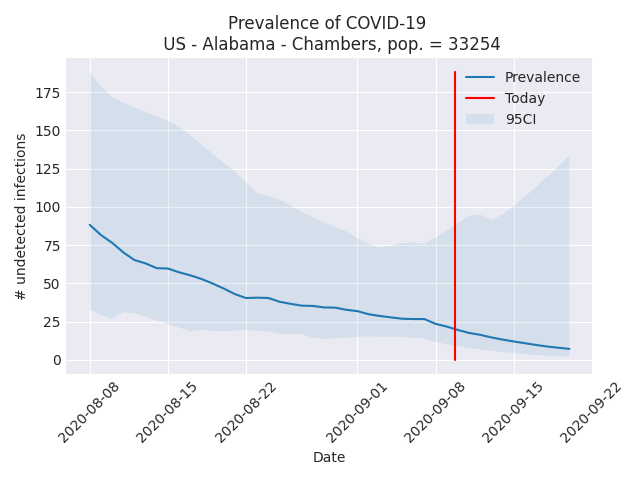 Prevalence of COVID-19
US - Alabama - Chambers, pop. = 33254
Prevalence
Today
95CI
175
150
125
100
75
50
25
0
# undetected infections
2020-08-08
2020-08-15
2020-08-22
2020-09-01
2020-09-08
2020-09-15
2020-09-22
Date